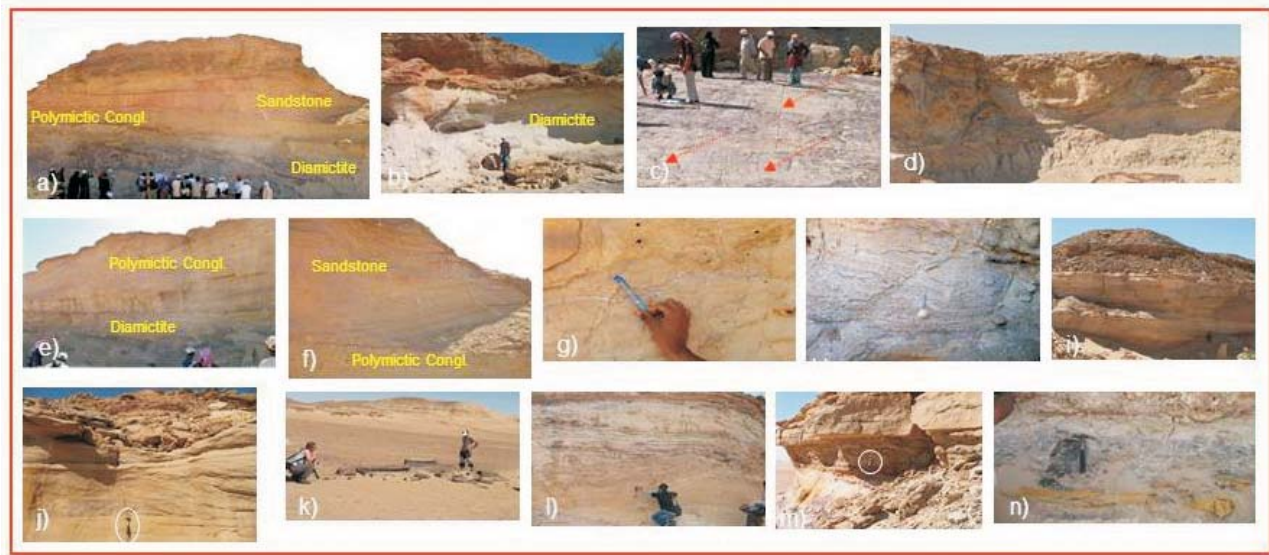 Sandstone
Polymictic Congl.
Diamictite
a)
Diamictite
b)
c)
d)
Polymictic Congl.
Diamictite
e)
Sandstone
Polymictic Congl.
f)
g)
i)
j)
k)
l)
m)
n)